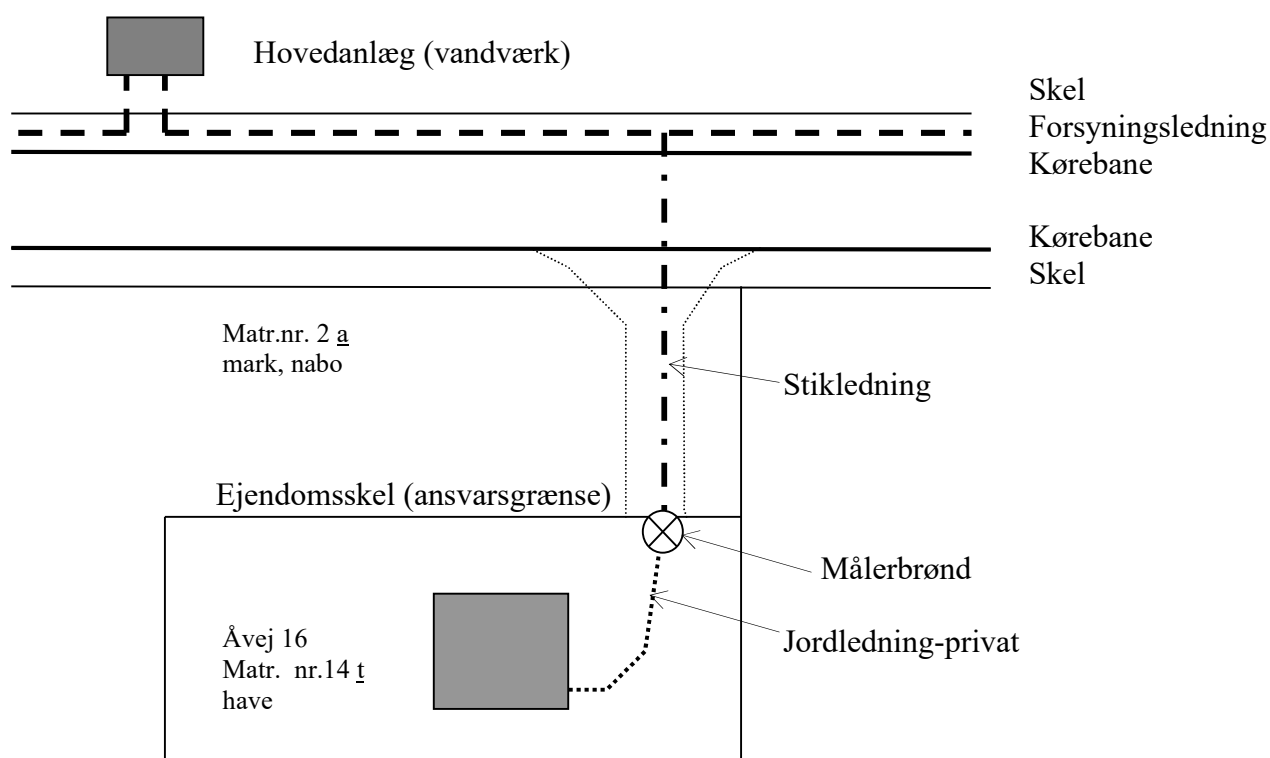 Hovedanlæg (vandværk)
Skel
Forsyningsledning
Kørebane
Kørebane
Skel
Matr.nr. 2 a
mark, nabo
Stikledning
Ejendomsskel (ansvarsgrænse)
Målerbrønd
Åvej 16
Matr.  nr.14 t
have
Jordledning-privat